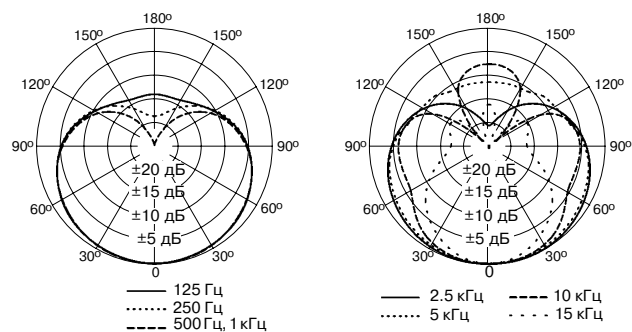 180º
150º 150º
120º 120º
90º 90º
±20 дБ
±15 дБ
±10 дБ
±5 дБ
60º 60º
30º 30º
0
125 Гц
250 Гц
500 Гц, 1 кГц
180º
150º 150º
120º 120º
90º 90º
±20 дБ
±15 дБ
±10 дБ
±5 дБ
60º 60º
30º 30º
0
2.5 кГц 10 кГц
5 кГц 15 кГц